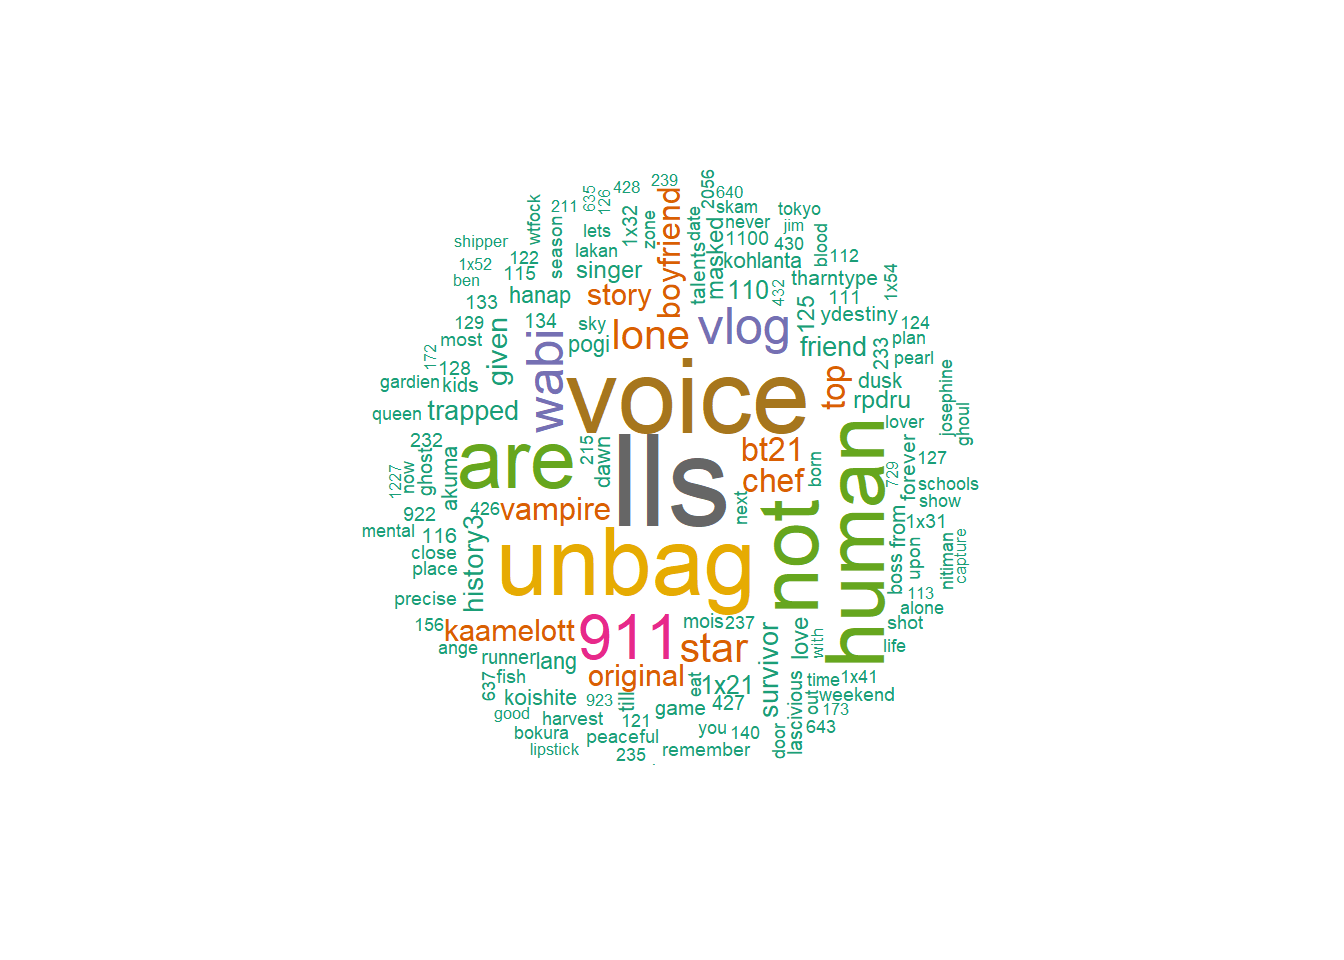 239
428
635
126
211
wtfock
2056
640
skam
never
tokyo
jim
shipper
1x52
ben
122
115
season
lets
lakan
1x32
zone
boyfriend
talents
date
masked
1100
430
blood
112
kohlanta
singer
story
110
432
tharntype
1x54
133
hanap
134
sky
pogi
lone
vlog
125
111
ydestiny
124
plan
pearl
129
most
172
128
kids
gardien
given
wabi
friend
233
top
dusk
rpdru
queen
trapped
voice
lover
josephine
ghoul
232
now
1227
ghost
akuma
are
215
dawn
lls
bt21
chef
born
human
729
forever
127
schools
show
922
426
vampire
next
not
mental
116
history3
close
place
unbag
boss
from
1x31
upon
nitiman
capture
precise
113
alone
156
kaamelott
911
mois
237
star
shot
life
ange
runner
lang
original
survivor
love
with
637
fish
koishite
923
till
eat
1x21
427
game
lascivious
out
time
1x41
weekend
173
643
good
harvest
121
bokura
peaceful
you
140
door
lipstick
235
remember